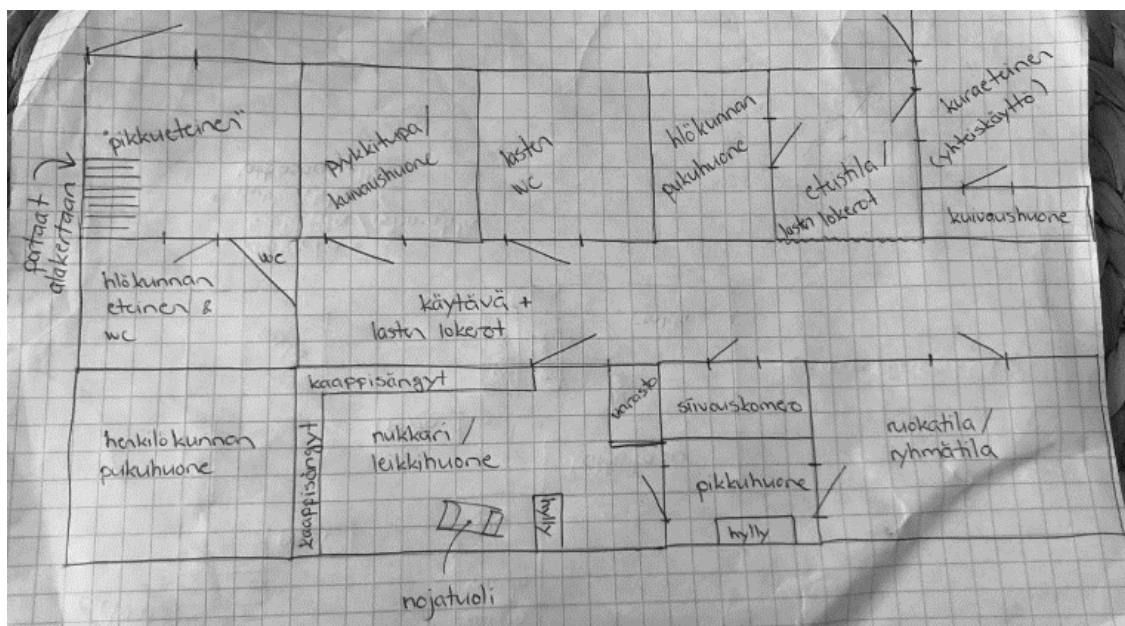 "pikkueteinen"
pyykkitupa/
kuivaushuone
lasten
wc
hlökunnan
pukuhuone
etustila/
lasten lokerot
kuraeteinen
(yhteiskäyttö)
kuivaushuone
portaat
alakertaan
hlökunnan
eteinen &
wc
wc
käytävä +
lasten lokerot
kaappisängyt
varasto
siivouskomero
ruokatila/
ryhmätila
henkilökunnan
pukuhuone
kaappisängyt
nukkari/
leikkihuone
hylly
pikkuhuone
hylly
nojatuoli